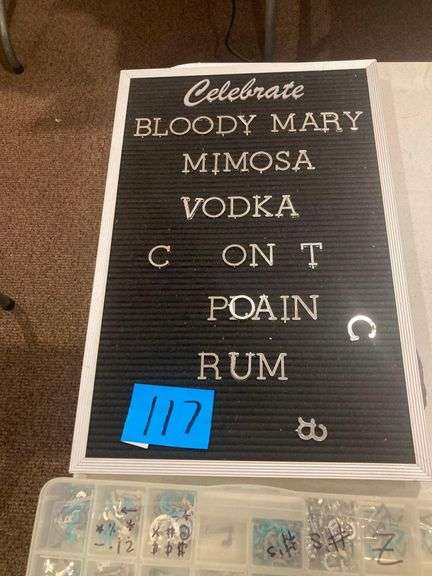 Celebrate
BLOODY MARY
MIMOSA
VODKA
C ON T
POAIN
C
RUM
117
R
#'s
#'s
Z